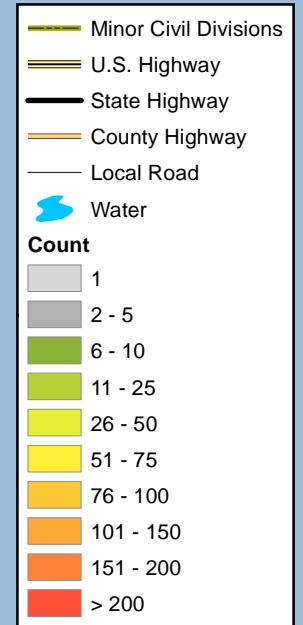 Minor Civil Divisions
U.S. Highway
State Highway
County Highway
Local Road
Water
Count
1
2 - 5
6 - 10
11 - 25
26 - 50
51 - 75
76 - 100
101 - 150
151 - 200
> 200